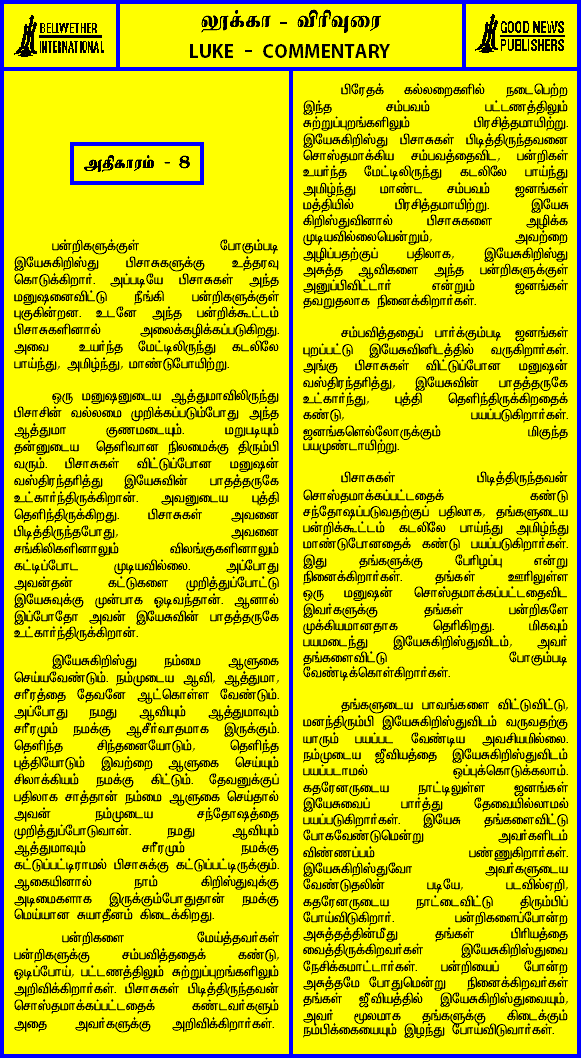 BELLWETHER
INTERNATIONAL
லூக்கா - விரிவுரை
LUKE - COMMENTARY
GOOD NEWS
PUBLISHERS
அதிகாரம் - 8
பன்றிகளுக்குள் போகும்படி
இயேசுகிறிஸ்து பிசாசுகளுக்கு உத்தரவு
கொடுக்கிறார். அப்படியே பிசாசுகள் அந்த
மனுஷனைவிட்டு நீங்கி பன்றிகளுக்குள்
புகுகின்றன. உடனே அந்த பன்றிக்கூட்டம்
பிசாசுகளினால் அலைக்கழிக்கப்படுகிறது.
அவை உயர்ந்த மேட்டிலிருந்து கடலிலே
பாய்ந்து, அமிழ்ந்து, மாண்டுபோயிற்று.
ஒரு மனுஷனுடைய ஆத்துமாவிலிருந்து
பிசாசின் வல்லமை முறிக்கப்படும்போது அந்த
ஆத்துமா குணமடையும். மறுபடியும்
தன்னுடைய தெளிவான நிலமைக்கு திரும்பி
வரும். பிசாசுகள் விட்டுப்போன மனுஷன்
வஸ்திரந்தரித்து இயேசுவின் பாதத்தருகே
உட்கார்ந்திருக்கிறான். அவனுடைய புத்தி
தெளிந்திருக்கிறது. பிசாசுகள் அவனை
பிடித்திருந்தபோது, அவனை
சங்கிலிகளினாலும் விலங்குகளினாலும்
கட்டிப்போட முடியவில்லை. அப்போது
அவன்தன் கட்டுகளை முறித்துப்போட்டு
இயேசுவுக்கு முன்பாக ஓடிவந்தான். ஆனால்
இப்போதோ அவன் இயேசுவின் பாதத்தருகே
உட்கார்ந்திருக்கிறான்.
இயேசுகிறிஸ்து நம்மை ஆளுகை
செய்யவேண்டும். நம்முடைய ஆவி, ஆத்துமா,
சரீரத்தை தேவனே ஆட்கொள்ள வேண்டும்.
அப்போது நமது ஆவியும் ஆத்துமாவும்
சரீரமும் நமக்கு ஆசீர்வாதமாக இருக்கும்.
தெளிந்த சிந்தனையோடும், தெளிந்த
புத்தியோடும் இவற்றை ஆளுகை செய்யும்
சிலாக்கியம் நமக்கு கிட்டும். தேவனுக்குப்
பதிலாக சாத்தான் நம்மை ஆளுகை செய்தால்
அவன் நம்முடைய சந்தோஷத்தை
முறித்துப்போடுவான். நமது ஆவியும்
ஆத்துமாவும் சரீரமும் நமக்கு
கட்டுப்பட்டிராமல் பிசாசுக்கு கட்டுப்பட்டிருக்கும்.
ஆகையினால் நாம் கிறிஸ்துவுக்கு
அடிமைகளாக இருக்கும்போதுதான் நமக்கு
மெய்யான சுயாதீனம் கிடைக்கிறது.
பன்றிகளை மேய்த்தவர்கள்
பன்றிகளுக்கு சம்பவித்ததைக் கண்டு,
ஓடிப்போய், பட்டணத்திலும் சுற்றுப்புறங்களிலும்
அறிவிக்கிறார்கள். பிசாசுகள் பிடித்திருந்தவன்
சொஸ்தமாக்கப்பட்டதைக் கண்டவர்களும்
அதை அவர்களுக்கு அறிவிக்கிறார்கள்.
பிரேதக் கல்லறைகளில் நடைபெற்ற
இந்த சம்பவம் பட்டணத்திலும்
சுற்றுப்புறங்களிலும் பிரசித்தமாயிற்று.
இயேசுகிறிஸ்து பிசாசுகள் பிடித்திருந்தவனை
சொஸ்தமாக்கிய சம்பவத்தைவிட, பன்றிகள்
உயர்ந்த மேட்டிலிருந்து கடலிலே பாய்ந்து
அமிழ்ந்து மாண்ட சம்பவம் ஜனங்கள்
மத்தியில் பிரசித்தமாயிற்று. இயேசு
கிறிஸ்துவினால் பிசாசுகளை அழிக்க
முடியவில்லையென்றும், அவற்றை
அழிப்பதற்குப் பதிலாக, இயேசுகிறிஸ்து
அசுத்த ஆவிகளை அந்த பன்றிகளுக்குள்
அனுப்பிவிட்டார் என்றும் ஜனங்கள்
தவறுதலாக நினைக்கிறார்கள்.
சம்பவித்ததைப் பார்க்கும்படி ஜனங்கள்
புறப்பட்டு இயேசுவினிடத்தில் வருகிறார்கள்.
அங்கு பிசாசுகள் விட்டுப்போன மனுஷன்
வஸ்திரந்தரித்து, இயேசுவின் பாதத்தருகே
உட்கார்ந்து, புத்தி தெளிந்திருக்கிறதைக்
கண்டு, பயப்படுகிறார்கள்.
ஜனங்களெல்லோருக்கும் மிகுந்த
பயமுண்டாயிற்று.
பிசாசுகள் பிடித்திருந்தவன்
சொஸ்தமாக்கப்பட்டதைக் கண்டு
சந்தோஷப்படுவதற்குப் பதிலாக, தங்களுடைய
பன்றிக்கூட்டம் கடலிலே பாய்ந்து அமிழ்ந்து
மாண்டுபோனதைக் கண்டு பயப்படுகிறார்கள்.
இது தங்களுக்கு பேரிழப்பு என்று
நினைக்கிறார்கள். தங்கள் ஊரிலுள்ள
ஒரு மனுஷன் சொஸ்தமாக்கப்பட்டதைவிட
இவர்களுக்கு தங்கள் பன்றிகளே
முக்கியமானதாக தெரிகிறது. மிகவும்
பயமடைந்து இயேசுகிறிஸ்துவிடம், அவர்
தங்களைவிட்டு போகும்படி
வேண்டிக்கொள்கிறார்கள்.
தங்களுடைய பாவங்களை விட்டுவிட்டு,
மனந்திரும்பி இயேசுகிறிஸ்துவிடம் வருவதற்கு
யாரும் பயப்பட வேண்டிய அவசியமில்லை.
நம்முடைய ஜீவியத்தை இயேசுகிறிஸ்துவிடம்
பயப்படாமல் ஒப்புக்கொடுக்கலாம்.
கதரேனருடைய நாட்டிலுள்ள ஜனங்கள்
இயேசுவைப் பார்த்து தேவையில்லாமல்
பயப்படுகிறார்கள். இயேசு தங்களைவிட்டு
போகவேண்டுமென்று அவர்களிடம்
விண்ணப்பம் பண்ணுகிறார்கள்.
இயேசுகிறிஸ்துவோ அவர்களுடைய
வேண்டுதலின் படியே, படவில்ஏறி,
கதரேனருடைய நாட்டைவிட்டு திரும்பிப்
போய்விடுகிறார். பன்றிகளைப்போன்ற
அசுத்தத்தின்மீது தங்கள் பிரியத்தை
வைத்திருக்கிறவர்கள் இயேசுகிறிஸ்துவை
நேசிக்கமாட்டார்கள். பன்றியைப் போன்ற
அசுத்தமே போதுமென்று நினைக்கிறவர்கள்
தங்கள் ஜீவியத்தில் இயேசுகிறிஸ்துவையும்,
அவர் மூலமாக தங்களுக்கு கிடைக்கும்
நம்பிக்கையையும் இழந்து போய்விடுவார்கள்.